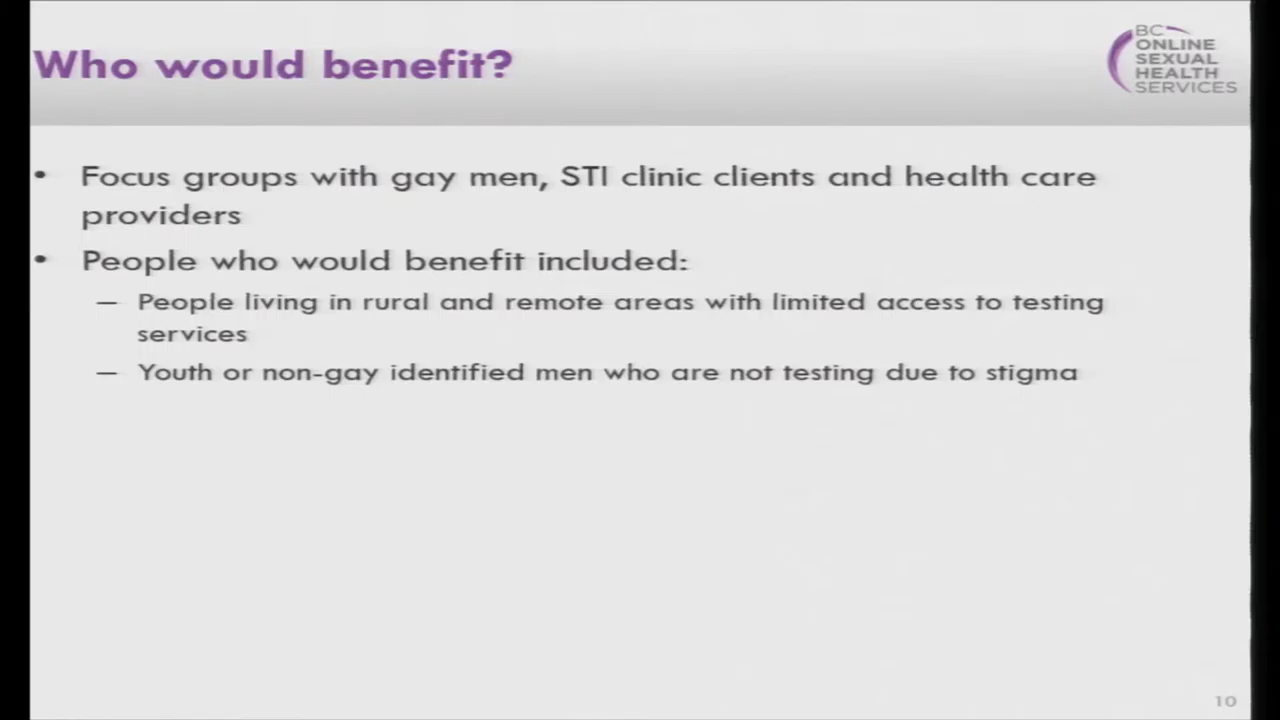 Who would benefit?
BC
ONLINE
SEXUAL
HEALTH
SERVICES
• Focus groups with gay men, STI clinic clients and health care
providers
• People who would benefit included:
– People living in rural and remote areas with limited access to testing
services
– Youth or non-gay identified men who are not testing due to stigma
10